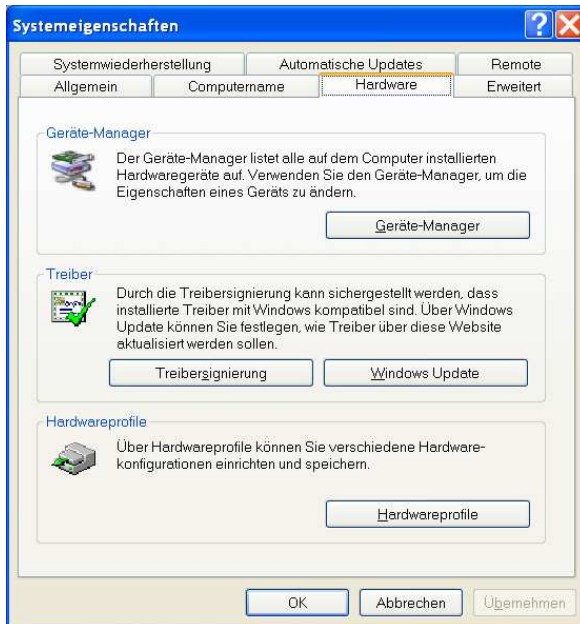 Systemeigenschaften
Systemwiederherstellung Automatische Updates Remote
Allgemein Computername Hardware Erweitert
Geräte-Manager
Der Geräte-Manager listet alle auf dem Computer installierten
Hardwaregeräte auf. Verwenden Sie den Geräte-Manager, um die
Eigenschaften eines Geräts zu ändern.
Geräte-Manager
Treiber
Durch die Treibersignierung kann sichergestellt werden, dass
installierte Treiber mit Windows kompatibel sind. Über Windows
Update können Sie festlegen, wie Treiber über diese Website
aktualisiert werden sollen.
Treibersignierung Windows Update
Hardwareprofile
Über Hardwareprofile können Sie verschiedene Hardware-
konfigurationen einrichten und speichern.
Hardwareprofile
OK Abbrechen Übernehmen